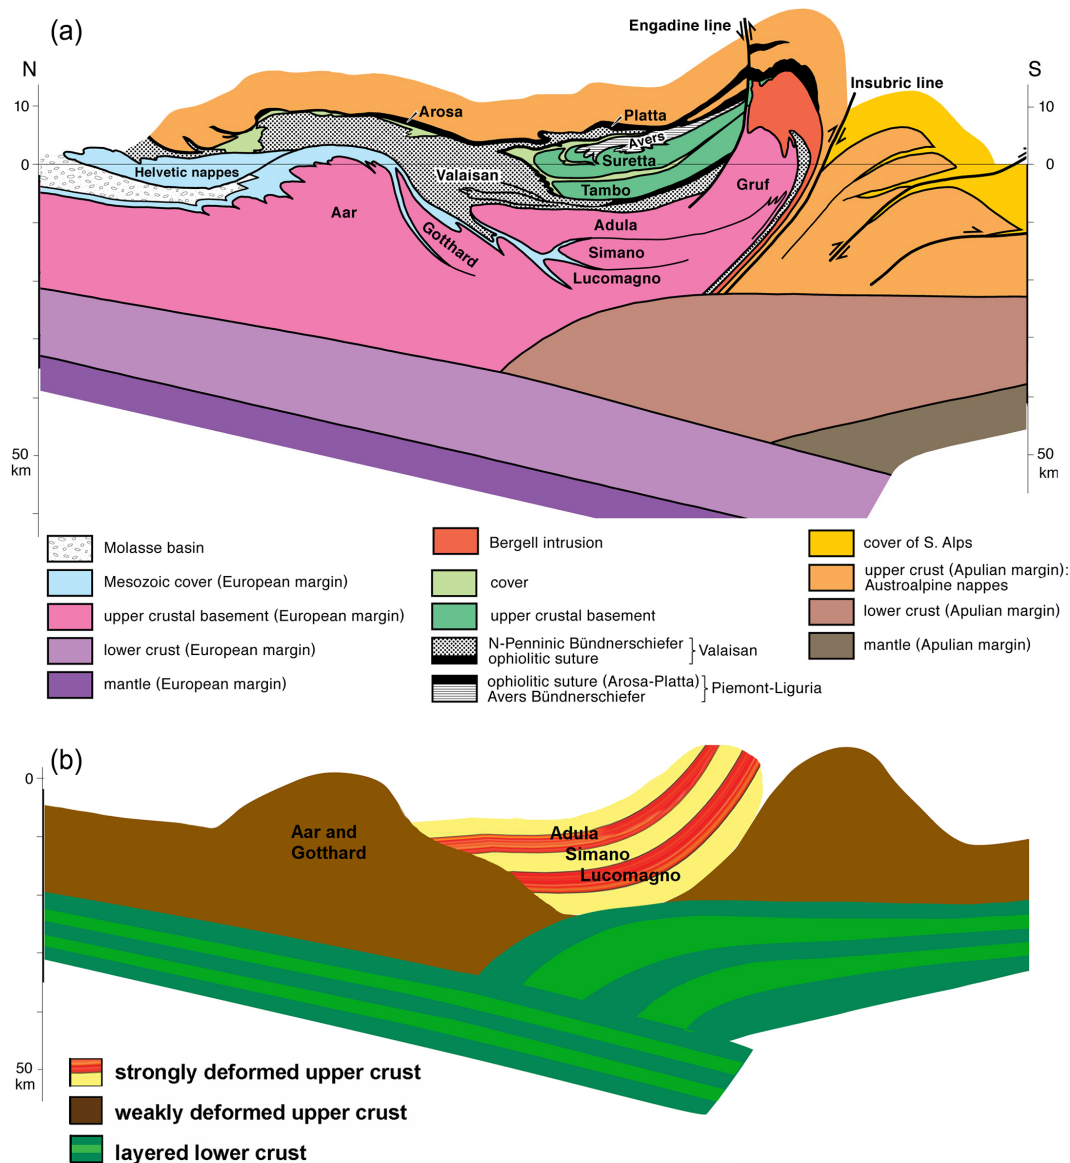 (a)
Engadine line
N
Insubric line
S
10
Arosa
Platta
10
Avers
0
Helvetic nappes
Valaisan
Suretta
0
Tambo
Gruf
Aar
Adula
Gotthard
Simano
Lucomagno
50
km
50
km
Molasse basin
Mesozoic cover (European margin)
upper crustal basement (European margin)
lower crust (European margin)
mantle (European margin)
Bergell intrusion
cover
upper crustal basement
N-Penninic Bündnerschiefer
ophiolitic suture
Valaisan
ophiolitic suture (Arosa-Platta)
Avers Bündnerschiefer
Piemont-Liguria
cover of S. Alps
upper crust (Apulian margin):
Austroalpine nappes
lower crust (Apulian margin)
mantle (Apulian margin)
(b)
0
Aar and
Gotthard
Adula
Simano
Lucomagno
50
km
strongly deformed upper crust
weakly deformed upper crust
layered lower crust